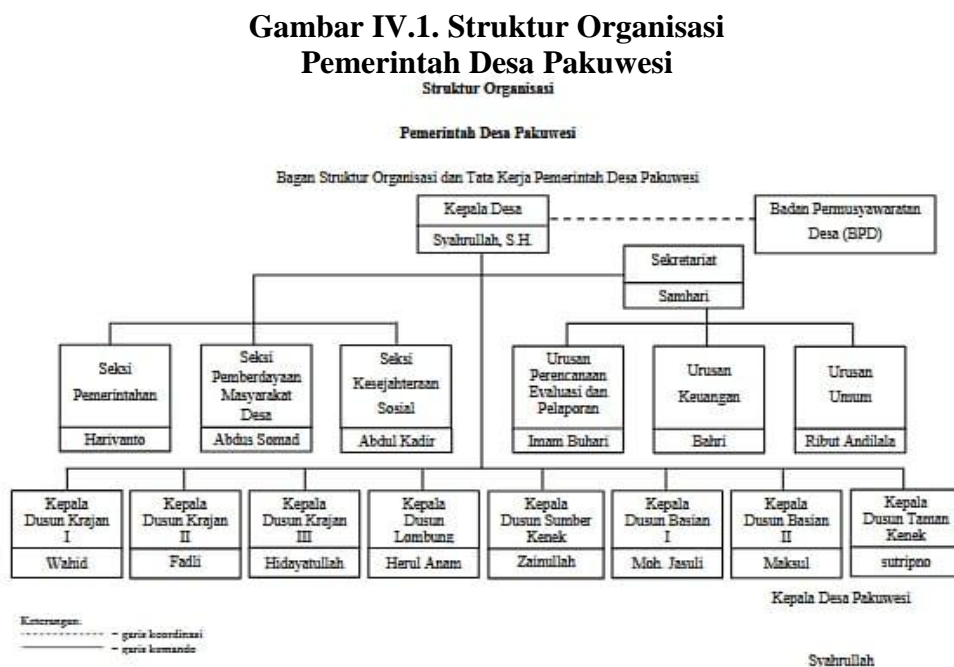 Gambar IV.1. Struktur Organisasi
Pemerintah Desa Pakuwesi
Struktur Organisasi
Pemerintah Desa Pakuwesi
Bagan Struktur Organisasi dan Tata Kerja Pemerintah Desa Pakuwesi
Kepala Desa
Syahrullah, S.H.
Badan Permusyawaratan
Desa (BPD)
Sekretariat
Samhari
Seksi
Pemerintahan
Hariyanto
Seksi
Pemberdayaan
Masyarakat
Desa
Abdus Somad
Seksi
Kesejahteraan
Sosial
Abdul Kadir
Urusan
Perencanaan
Evaluasi dan
Pelaporan
Imam Buhari
Urusan
Keuangan
Bahri
Urusan
Umum
Ribut Andilala
Kepala
Dusun Krajan
I
Wahid
Kepala
Dusun Krajan
II
Fadli
Kepala
Dusun Krajan
III
Hidayatullah
Kepala
Dusun
Lombung
Herul Anam
Kepala
Dusun Sumber
Kenek
Zainullah
Kepala
Dusun Basian
I
Moh. Jasuli
Kepala
Dusun Basian
II
Maksul
Kepala
Dusun Taman
Kenek
sutripno
Kepala Desa Pakuwesi
Keterangan:
= garis koordinasi
= garis komando
Syahrullah